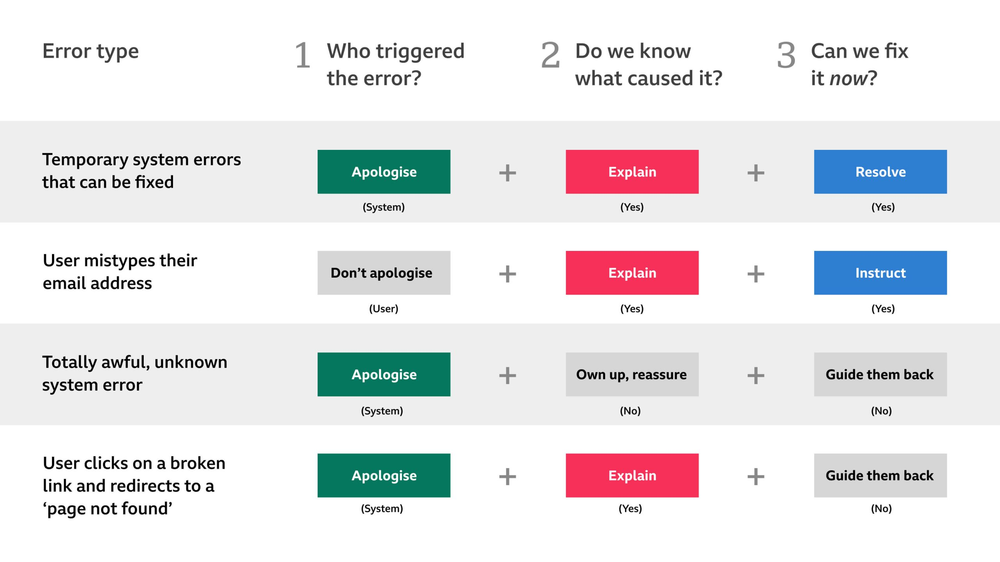 Error type
1 Who triggered
the error?
2 Do we know
what caused it?
3 Can we fix
it now?
Temporary system errors
that can be fixed
Apologise + Explain + Resolve
(System) (Yes) (Yes)
User mistypes their
email address
Don’t apologise + Explain + Instruct
(User) (Yes) (Yes)
Totally awful, unknown
system error
Apologise + Own up, reassure + Guide them back
(System) (No) (No)
User clicks on a broken
link and redirects to a
‘page not found’
Apologise + Explain + Guide them back
(System) (Yes) (No)